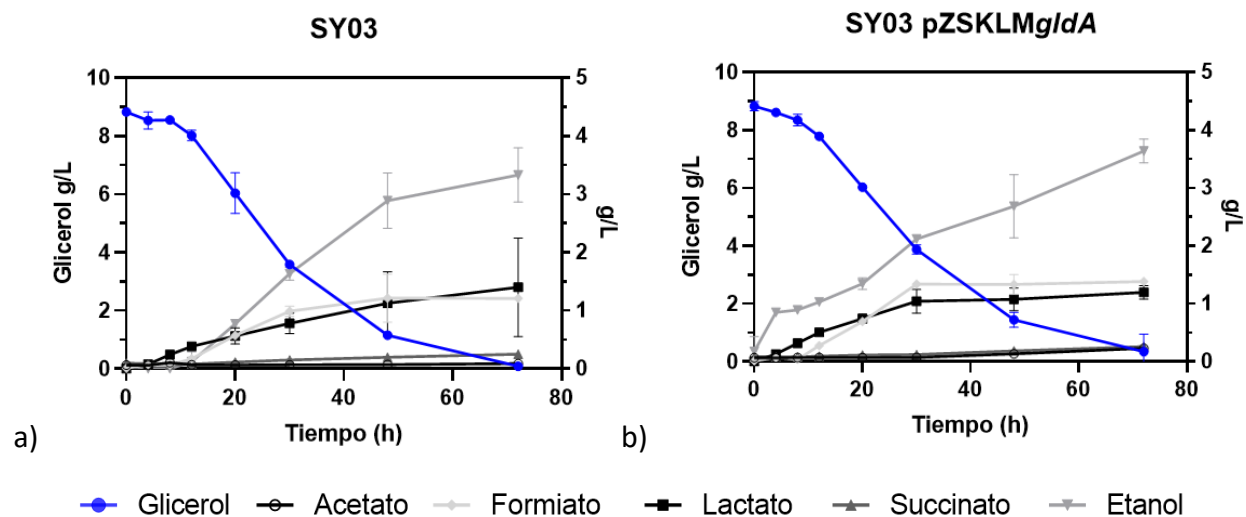 a)
SY03
10
8
6
4
2
0
Glicerol g/L
5
4
3
2
1
0
g/L
0
20
40
60
80
Tiempo (h)
b)
SY03 pZSKLMgldA
10
8
6
4
2
0
Glicerol g/L
5
4
3
2
1
0
g/L
0
20
40
60
80
Tiempo (h)
a)
b)
Glicerol Acetato Formiato Lactato Succinato Etanol